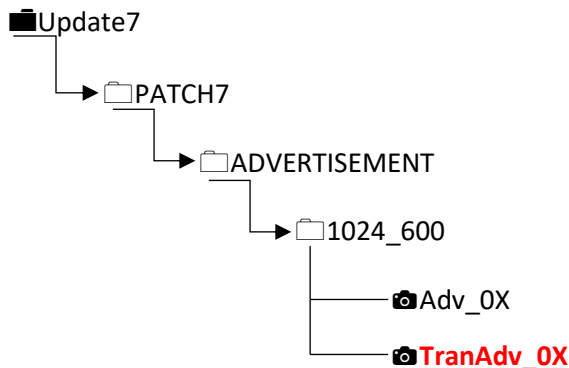 Update7
PATCH7
ADVERTISEMENT
1024_600
Adv_0X
TranAdv_0X